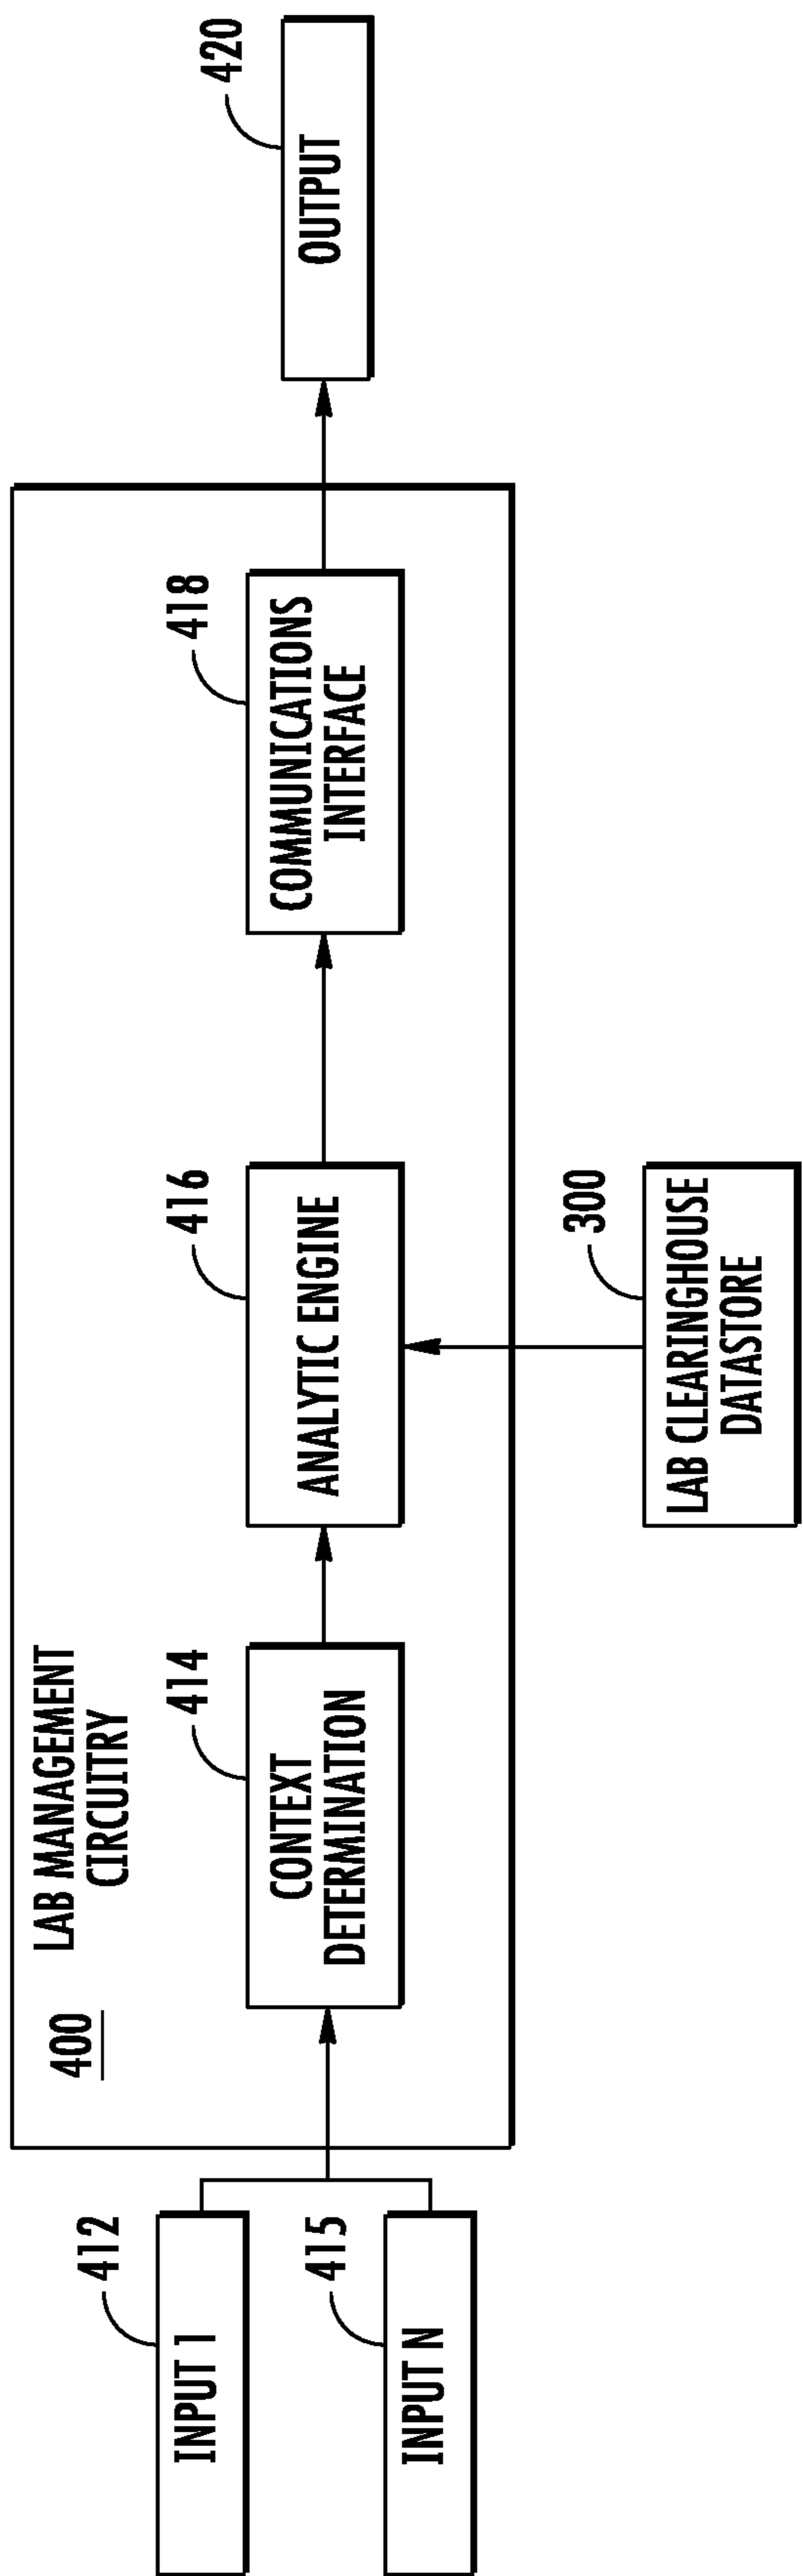 400
LAB MANAGEMENT
CIRCUITRY
412
INPUT 1
415
INPUT N
414
CONTEXT
DETERMINATION
416
ANALYTIC ENGINE
418
COMMUNICATIONS
INTERFACE
420
OUTPUT
300
LAB CLEARINGHOUSE
DATASTORE